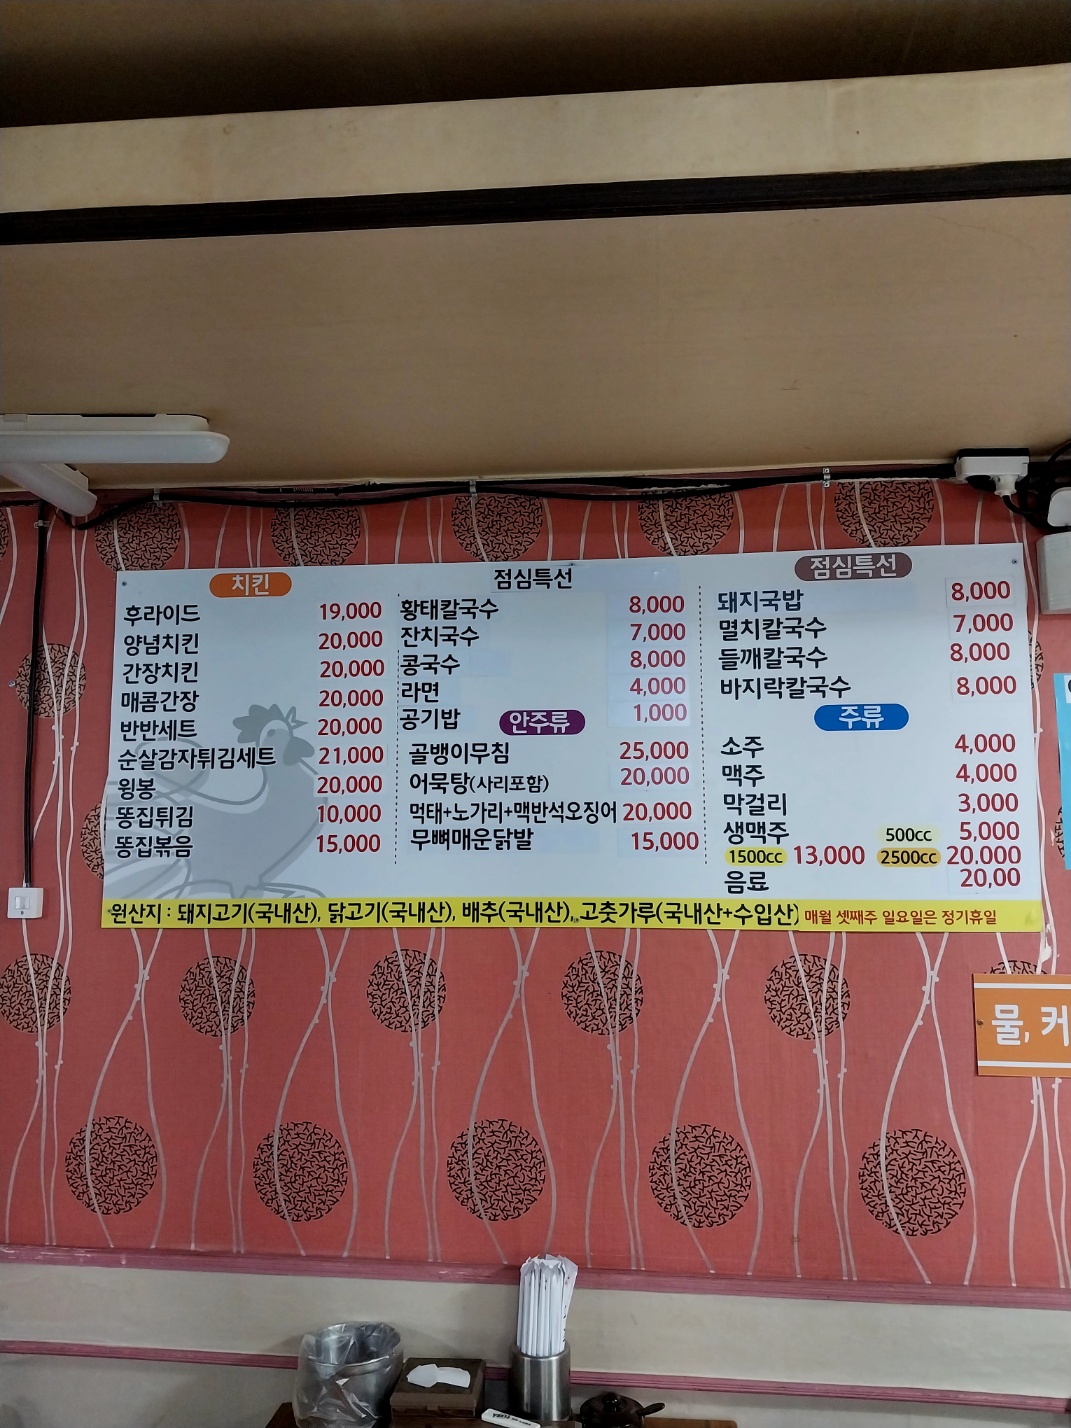 치킨
후라이드 19,000
양념치킨 20,000
간장치킨 20,000
매콤간장 20,000
반반세트 20,000
순살감자튀김세트 21,000
윙봉 20,000
똥집튀김 10,000
똥집볶음 15,000
점심특선
황태칼국수 8,000
잔치국수 7,000
콩국수 8,000
라면 4,000
공기밥 1,000
안주류
골뱅이무침 25,000
어묵탕(사리포함) 20,000
먹태+노가리+맥반석오징어 20,000
무뼈매운닭발 15,000
점심특선
돼지국밥 8,000
멸치칼국수 7,000
들깨칼국수 8,000
바지락칼국수 8,000
주류
소주 4,000
맥주 4,000
막걸리 3,000
생맥주 500cc 5,000
1500cc 13,000 2500cc 20,000
음료 20,00
원산지 : 돼지고기(국내산), 닭고기(국내산), 배추(국내산), 고춧가루(국내산+수입산) 매월 셋째주 일요일은 정기휴일
물, 커